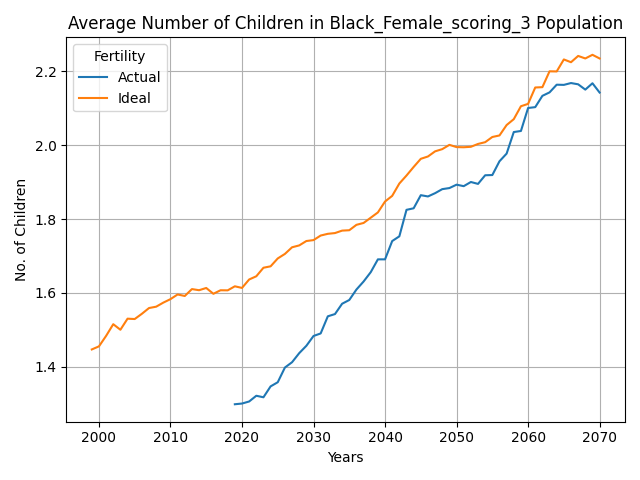 Average Number of Children in Black_Female_scoring_3 Population
Fertility
Actual
Ideal
No. of Children
2.2
2.0
1.8
1.6
1.4
2000 2010 2020 2030 2040 2050 2060 2070
Years